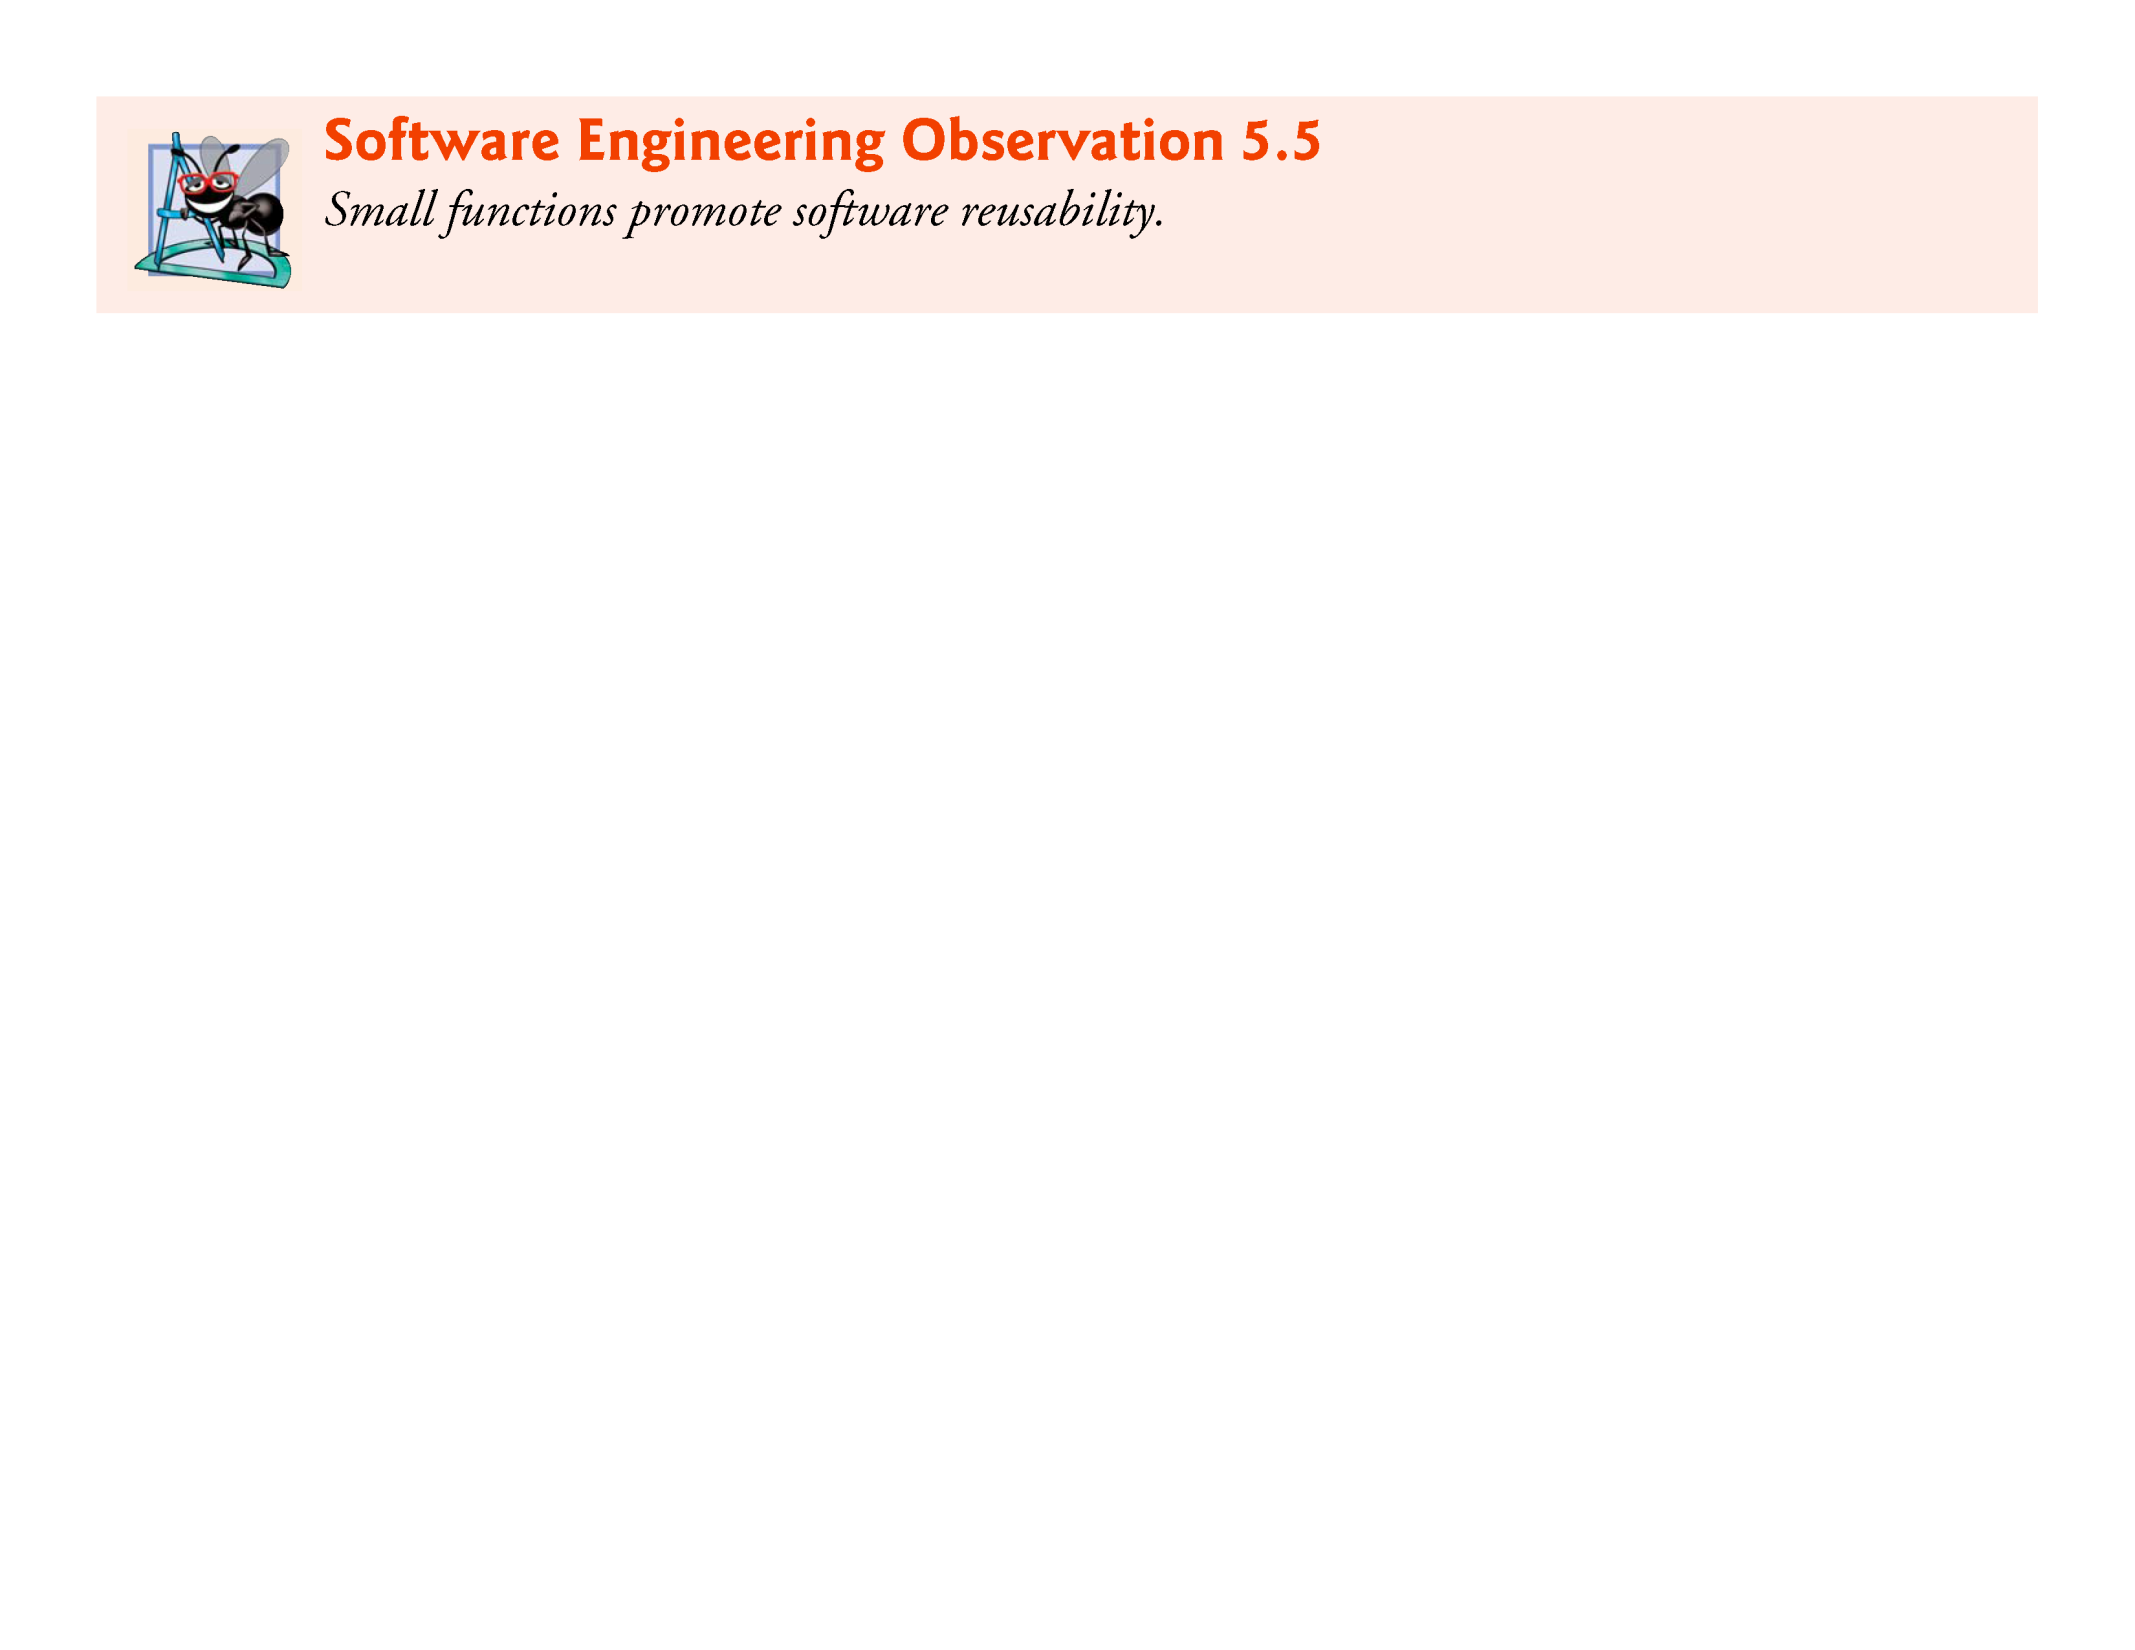 Software Engineering Observation 5.5
Small functions promote software reusability.